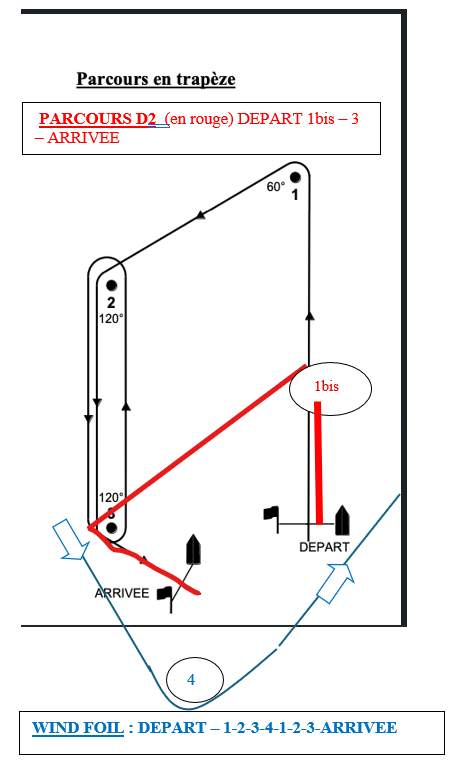 Parcours en trapèze
PARCOURS D2 (en rouge) DEPART 1bis – 3
– ARRIVEE
60°
1
2
120°
1bis
120°
3
DEPART
ARRIVEE
4
WIND FOIL : DEPART – 1-2-3-4-1-2-3-ARRIVEE